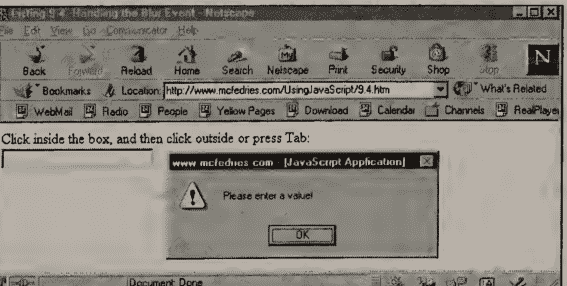 Listing 9.4. Handling the Blur Event - Netscape
File Edit View Go Communicator Help
Back Forward Reload Home Search Netscape Print Security Shop Stop N
Bookmarks Location: http://www.mcfedries.com/UsingJavaScript/9.4.htm What's Related
WebMail Radio People Yellow Pages Download Calendar Channels RealPlayer
Click inside the box, and then click outside or press Tab:
www.mcfedries.com - [JavaScript Application]
Please enter a value!
OK
Document: Done